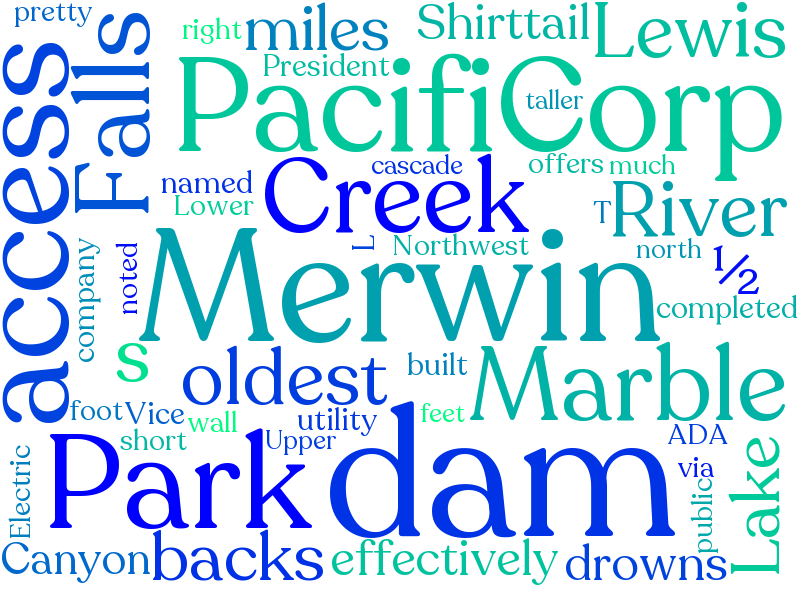 pretty
right
miles
Shirttail
Lewis
access
Falls
President
PacifiCorp
taller
named
Lower
Creek
cascade
offers
much
River
T
company
noted
L
Northwest
north
½
Merwin
completed
s
oldest
built
Marble
foot
Vice
wall
utility
feet
short
Upper
ADA
Electric
Park
dam
via
public
Lake
Canyon
backs
effectively
drowns